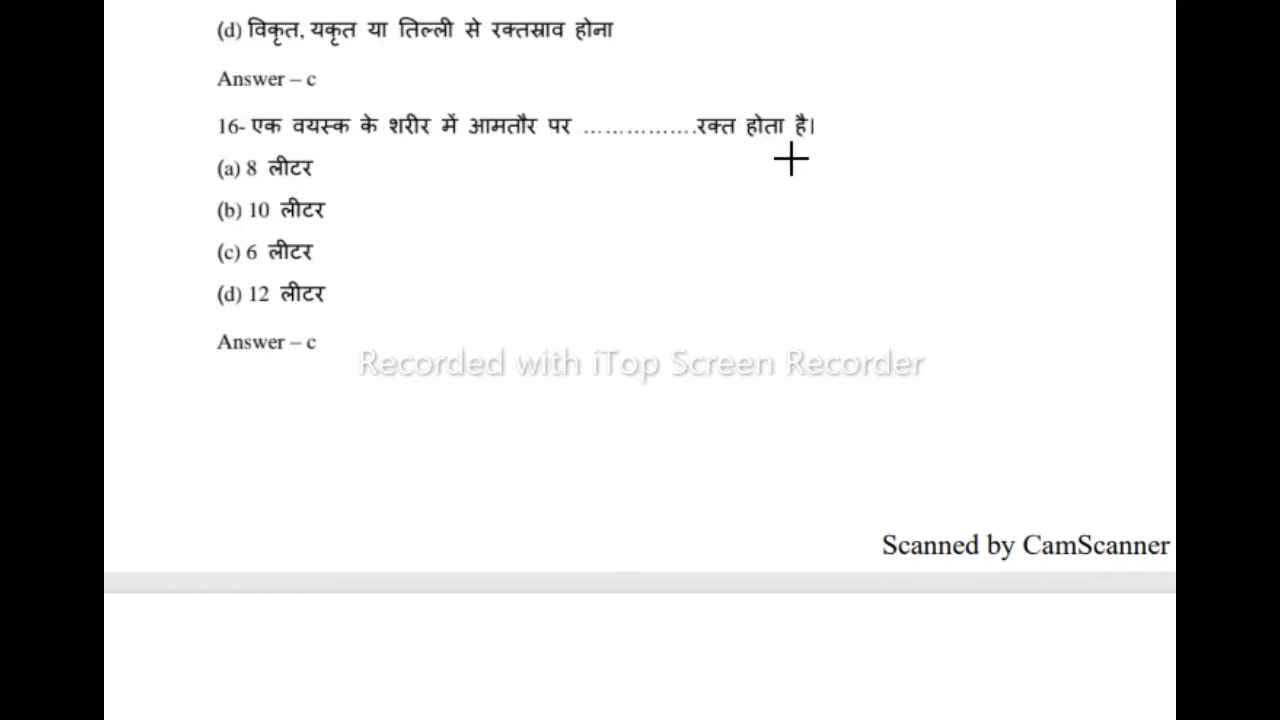 (d) विकृत, यकृत या तिल्ली से रक्तस्राव होना
Answer – c
16- एक वयस्क के शरीर में आमतौर पर …………….रक्त होता है।
(a) 8 लीटर
(b) 10 लीटर
(c) 6 लीटर
(d) 12 लीटर
Answer – c
Recorded with iTop Screen Recorder
Scanned by CamScanner